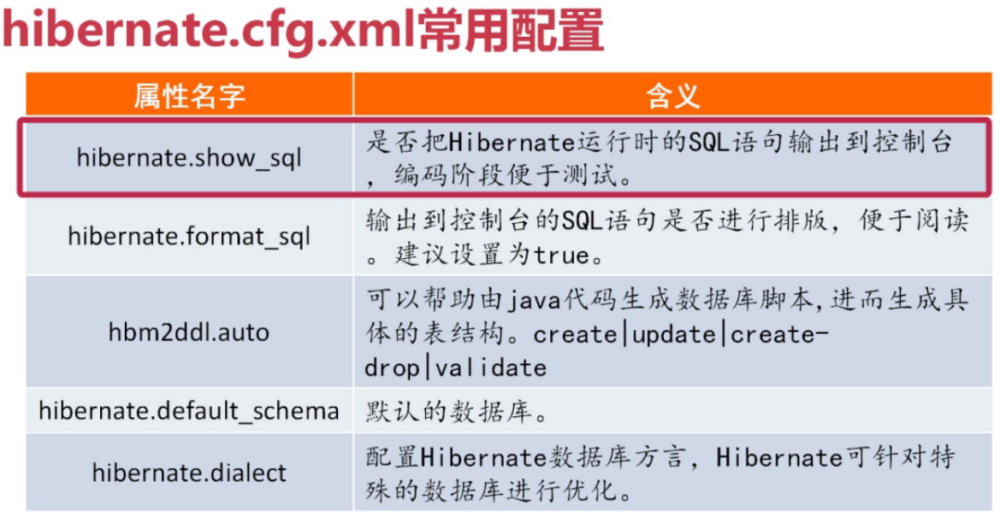 hibernate.cfg.xml常用配置
属性名字
含义
hibernate.show_sql
是否把Hibernate运行时的SQL语句输出到控制台
，编码阶段便于测试。
hibernate.format_sql
输出到控制台的SQL语句是否进行排版，便于阅读
。建议设置为true。
hbm2ddl.auto
可以帮助由java代码生成数据库脚本,进而生成具
体的表结构。create|update|create-
drop|validate
hibernate.default_schema
默认的数据库。
hibernate.dialect
配置Hibernate数据库方言，Hibernate可针对特
殊的数据库进行优化。